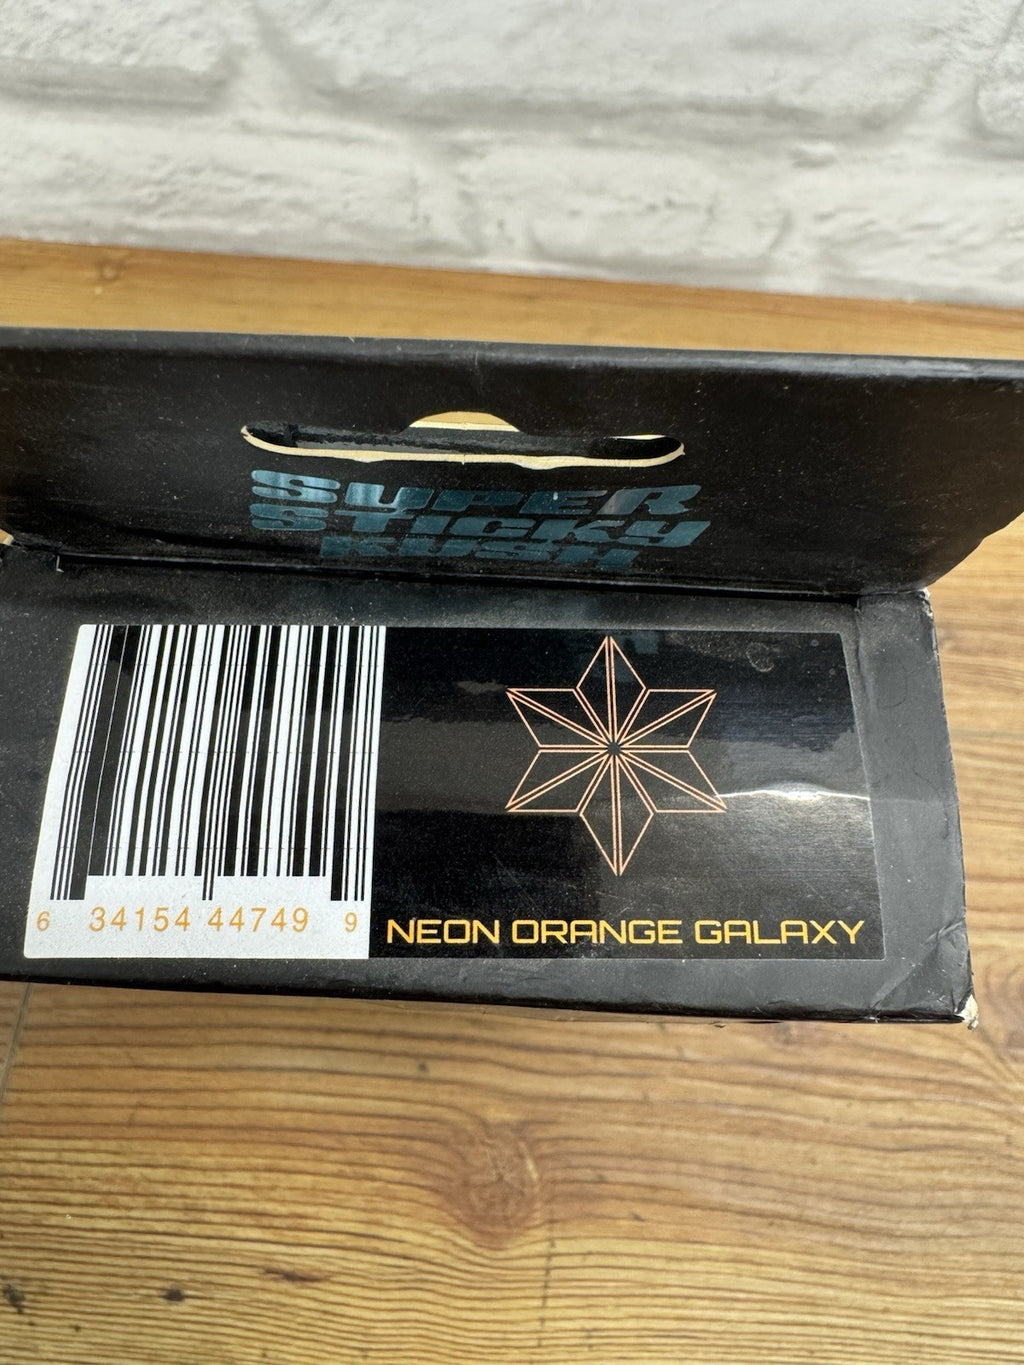 SUPER
STICKY
KUSH
6 34154 44749 9
NEON ORANGE GALAXY